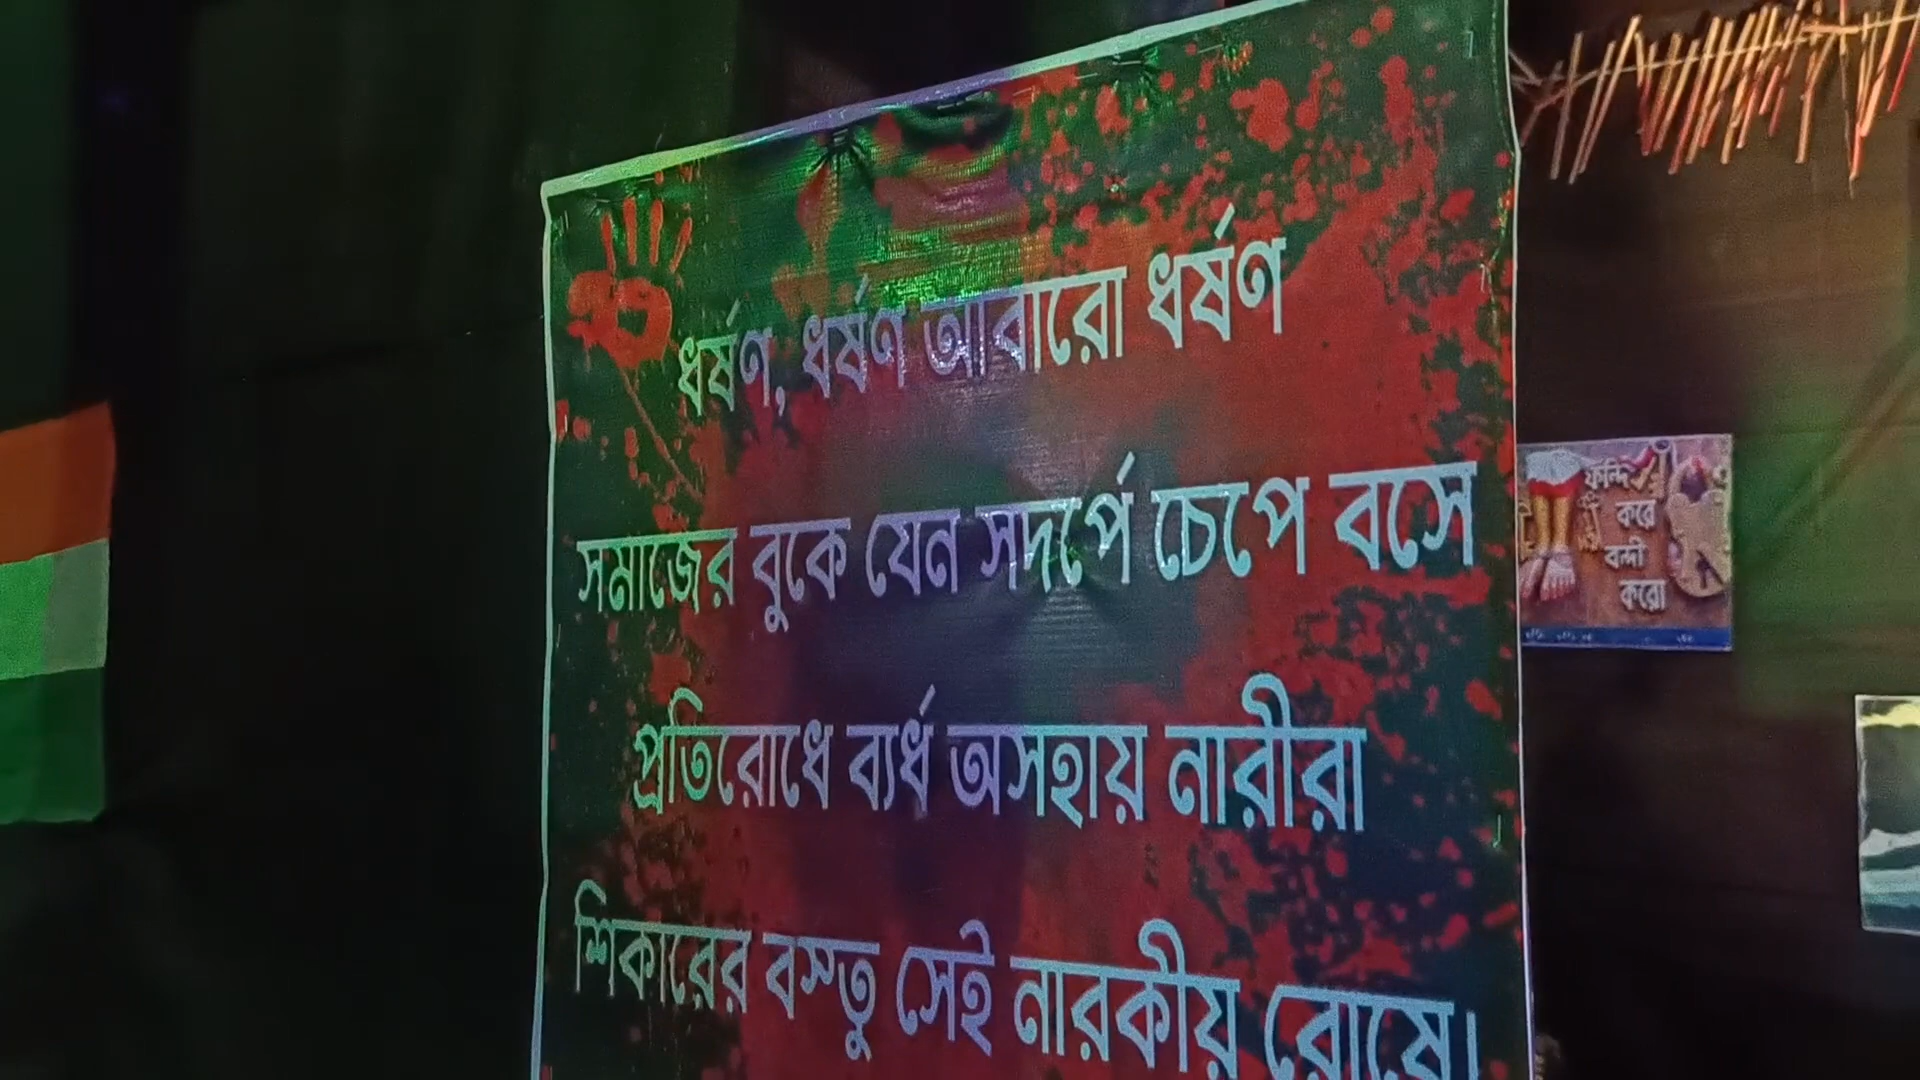 ধর্ষণ, ধর্ষণ আবারো ধর্ষণ
সমাজের বুকে যেন সদর্পে চেপে বসে
প্রতিরোধে ব্যর্ধ অসহায় নারীরা
শিকারের বস্তু সেই নারকীয় রোষে।
ফন্দি
করে
বন্দী
করো